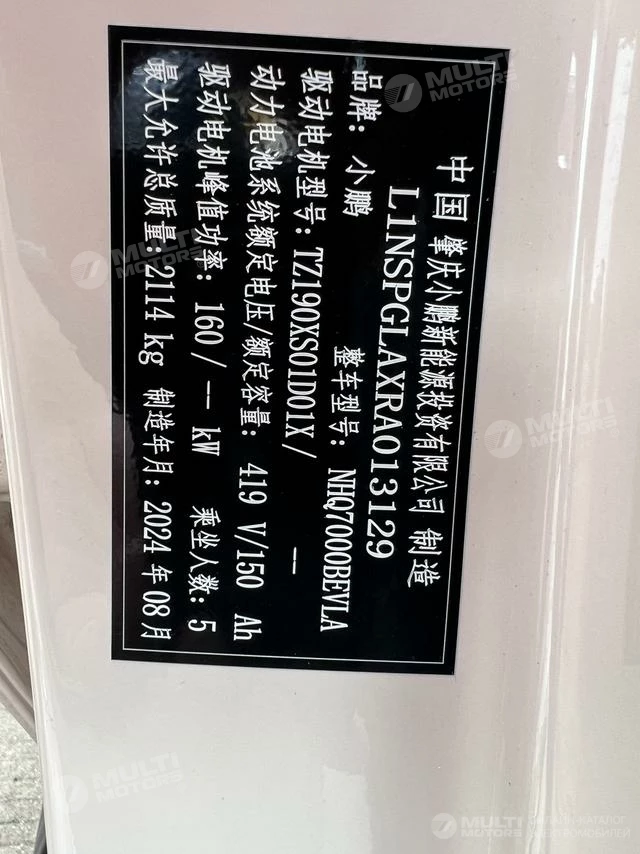 中国 肇庆小鹏新能源投资有限公司 制造
L1NSPGLAXRA013129
品牌: 小鹏 整车型号: NHQ7000BEVLA
驱动电机型号: TZ190XS01D01X/ --
动力电池系统额定电压/额定容量: 419 V/150 Ah
驱动电机峰值功率: 160/ -- kW 乘坐人数: 5
最大允许总质量: 2114 kg 制造年月: 2024 年 08 月
MULTI MOTORS
MULTI MOTORS
MULTI MOTORS
MULTI MOTORS
MULTI MOTORS ОНЛАЙН-КАТАЛОГ
ЭЛЕКТРОМОБИЛЕЙ